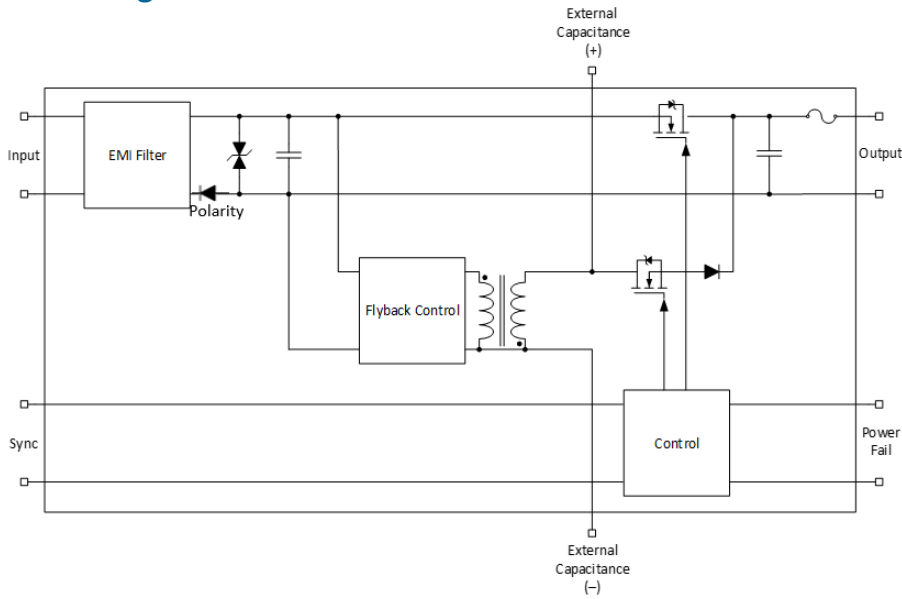 External
Capacitance
(+)
Input
EMI Filter
Output
Polarity
Flyback Control
Sync
Control
Power
Fail
External
Capacitance
(–)